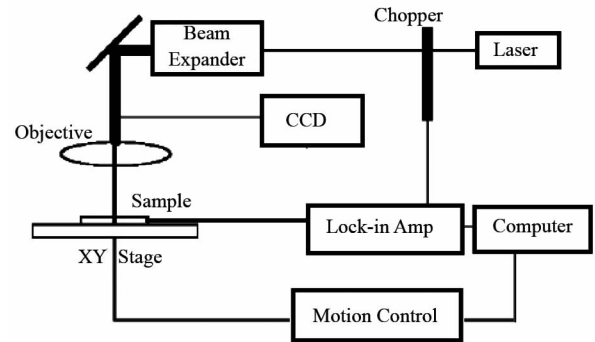 Chopper
Beam
Expander
Laser
CCD
Objective
Sample
Lock-in Amp
Computer
XY Stage
Motion Control